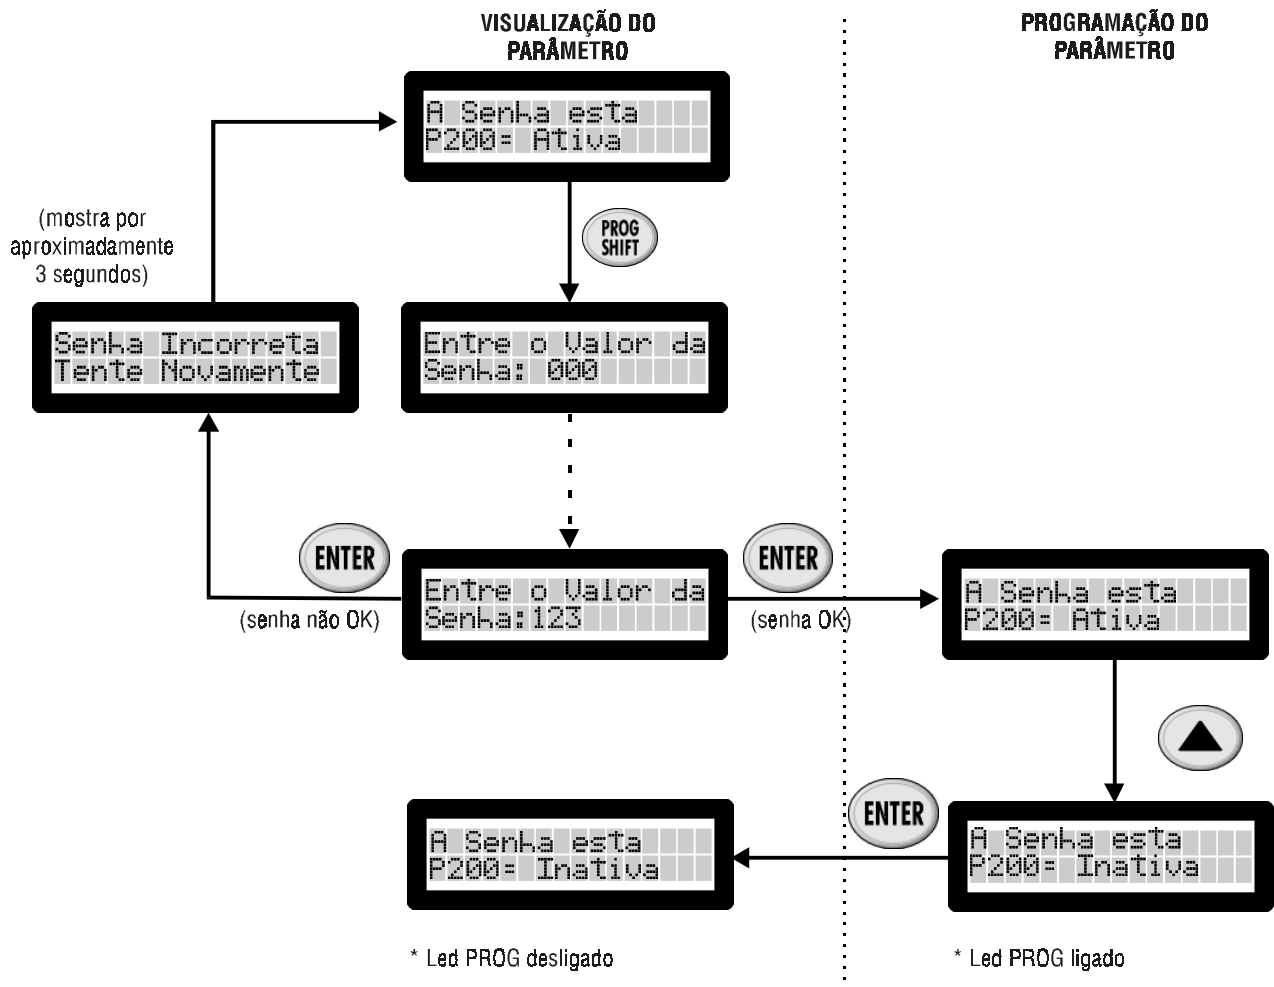 VISUALIZAÇÃO DO
PARÂMETRO
PROGRAMAÇÃO DO
PARÂMETRO
A Senha esta
P200= Ativa
PROG
SHIFT
(mostra por
aproximadamente
3 segundos)
Senha Incorreta
Tente Novamente
Entre o Valor da
Senha: 000
ENTER
(senha não OK)
Entre o Valor da
Senha:123
ENTER
(senha OK)
A Senha esta
P200= Ativa
ENTER
A Senha esta
P200= Inativa
A Senha esta
P200= Inativa
* Led PROG desligado
* Led PROG ligado